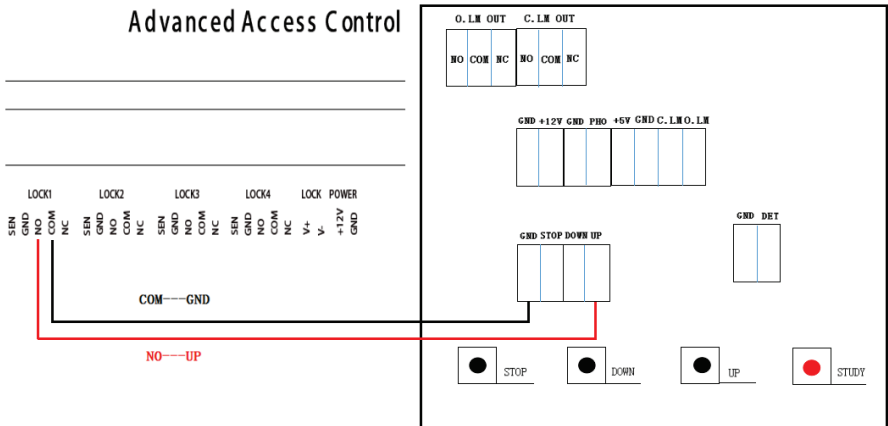 Advanced Access Control
LOCK1 LOCK2 LOCK3 LOCK4 LOCK POWER
SEN GND NO COM NC SEN GND NO COM NC SEN GND NO COM NC SEN GND NO COM NC V+ V- +12V GND
COM---GND
NO---UP
O.LM OUT C.LM OUT
NO COM NC NO COM NC
GND +12V GND PHO +5V GND C.LM O.LM
GND DET
GND STOP DOWN UP
STOP DOWN UP STUDY